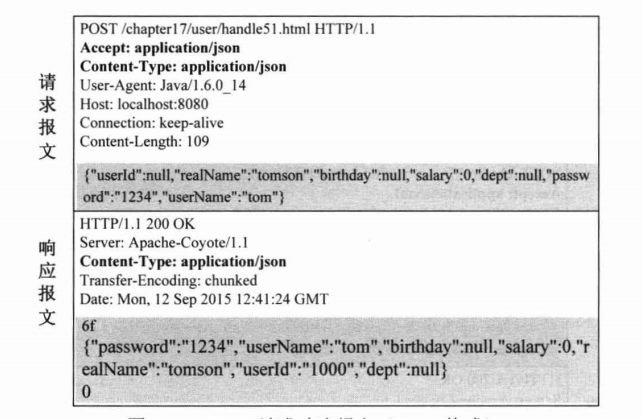 请求报文
POST /chapter17/user/handle51.html HTTP/1.1
Accept: application/json
Content-Type: application/json
User-Agent: Java/1.6.0_14
Host: localhost:8080
Connection: keep-alive
Content-Length: 109
{"userId":null,"realName":"tomson","birthday":null,"salary":0,"dept":null,"passw
ord":"1234","userName":"tom"}
响应报文
HTTP/1.1 200 OK
Server: Apache-Coyote/1.1
Content-Type: application/json
Transfer-Encoding: chunked
Date: Mon, 12 Sep 2015 12:41:24 GMT
6f
{"password":"1234","userName":"tom","birthday":null,"salary":0,"r
ealName":"tomson","userId":"1000","dept":null}
0